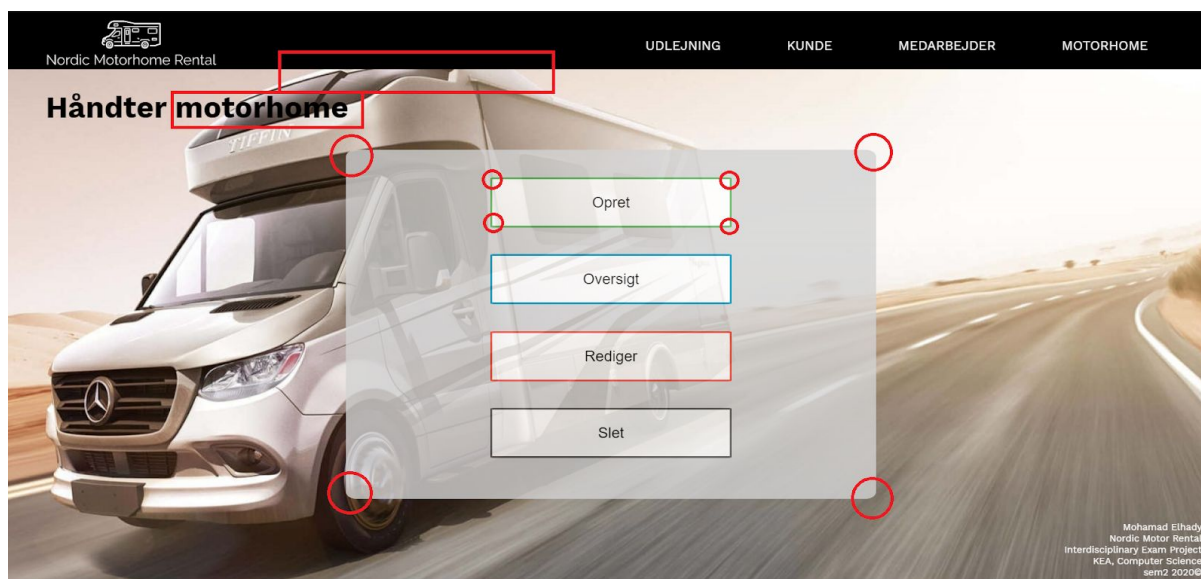 Nordic Motorhome Rental
UDLEJNING KUNDE MEDARBEJDER MOTORHOME
Håndter motorhome
TIFFIN
Opret
Oversigt
Rediger
Slet
Mohamad Elhady
Nordic Motor Rental
Interdisciplinary Exam Project
KEA, Computer Science
sem2 2020©